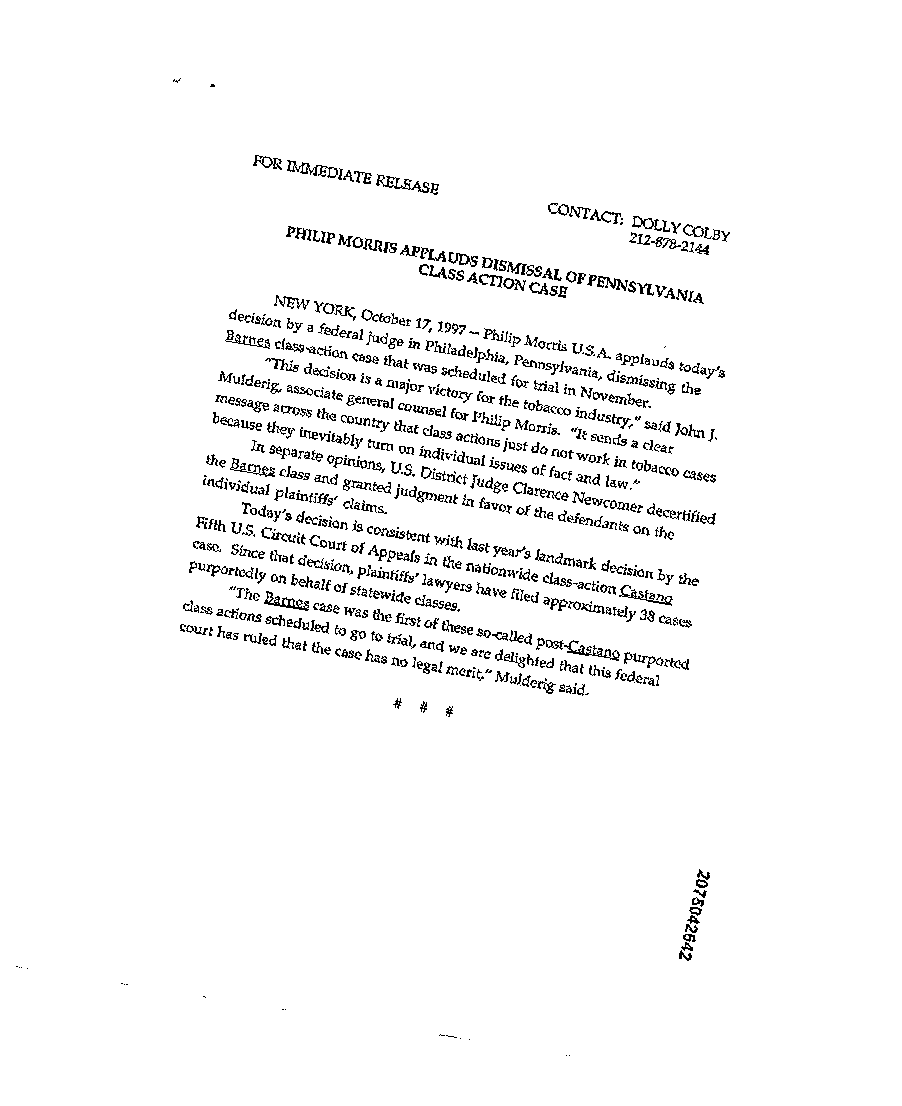 FOR IMMEDIATE RELEASE
CONTACT: DOLLY COLBY
212-878-2144
PHILIP MORRIS APPLAUDS DISMISSAL OF PENNSYLVANIA
CLASS ACTION CASE
NEW YORK, October 17, 1997 -- Philip Morris U.S.A. applauds today's
decision by a federal judge in Philadelphia, Pennsylvania, dismissing the
Barnes class-action case that was scheduled for trial in November.
"This decision is a major victory for the tobacco industry," said John J.
Mulderig, associate general counsel for Philip Morris. "It sends a clear
message across the country that class actions just do not work in tobacco cases
because they inevitably turn on individual issues of fact and law."
In separate opinions, U.S. District Judge Clarence Newcomer decertified
the Barnes class and granted judgment in favor of the defendants on the
individual plaintiffs' claims.
Today's decision is consistent with last year's landmark decision by the
Fifth U.S. Circuit Court of Appeals in the nationwide class-action Castano
case. Since that decision, plaintiffs' lawyers have filed approximately 38 cases
purportedly on behalf of statewide classes.
"The Barnes case was the first of these so-called post-Castano purported
class actions scheduled to go to trial, and we are delighted that this federal
court has ruled that the case has no legal merit," Mulderig said.
# # #
2075042642